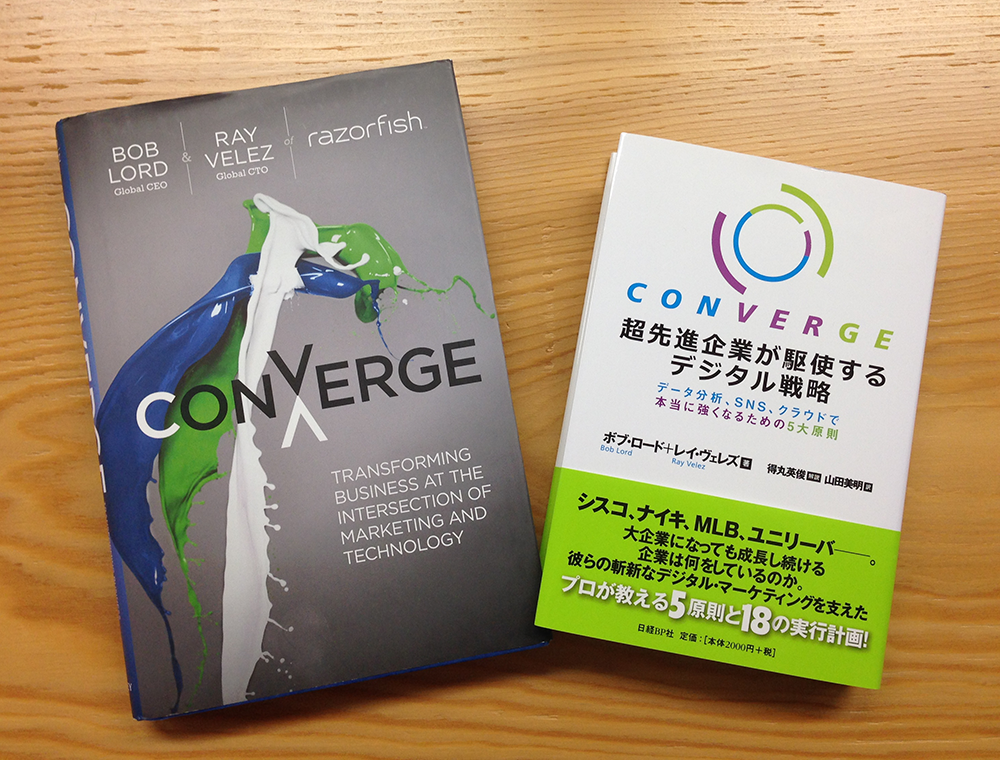 BOB
LORD
Global CEO
&
RAY
VELEZ
Global CTO
of
razorfish™
CONVERGE
TRANSFORMING
BUSINESS AT THE
INTERSECTION OF
MARKETING AND
TECHNOLOGY
CONVERGE
超先進企業が駆使する
デジタル戦略
データ分析、SNS、クラウドで
本当に強くなるための5大原則
ボブ・ロード+レイ・ヴェレズ 著
Bob Lord
Ray Velez
得丸英俊 解説 山田美明 訳
シスコ、ナイキ、MLB、ユニリーバ――。
大企業になっても成長し続ける
企業は何をしているのか。
彼らの斬新なデジタル・マーケティングを支えた
プロが教える5原則と18の実行計画!
日経BP社 定価:[本体2000円+税]